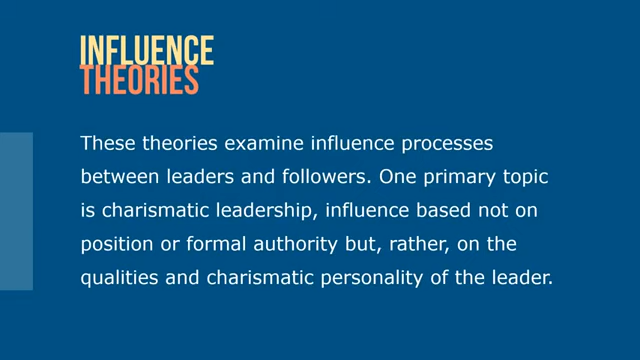 INFLUENCE
THEORIES
These theories examine influence processes
between leaders and followers. One primary topic
is charismatic leadership, influence based not on
position or formal authority but, rather, on the
qualities and charismatic personality of the leader.